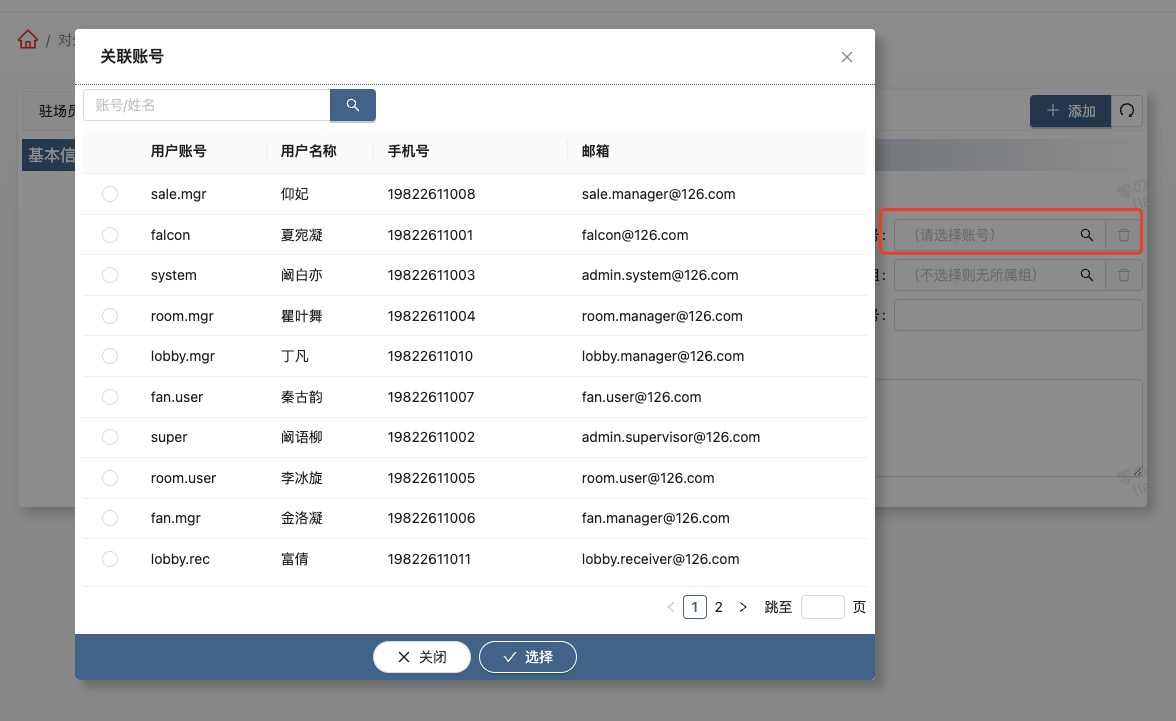 / 对
关联账号
账号/姓名
驻场员
添加
基本信
用户账号 用户名称 手机号 邮箱
sale.mgr 仰妃 19822611008 sale.manager@126.com
falcon 夏宛凝 19822611001 falcon@126.com
号: (请选择账号)
system 阚白亦 19822611003 admin.system@126.com
组: (不选择则无所属组)
room.mgr 瞿叶舞 19822611004 room.manager@126.com
号:
lobby.mgr 丁凡 19822611010 lobby.manager@126.com
fan.user 秦古韵 19822611007 fan.user@126.com
super 阚语柳 19822611002 admin.supervisor@126.com
room.user 李冰旋 19822611005 room.user@126.com
fan.mgr 金洛凝 19822611006 fan.manager@126.com
lobby.rec 富倩 19822611011 lobby.receiver@126.com
< 1 2 > 跳至 页
关闭 选择